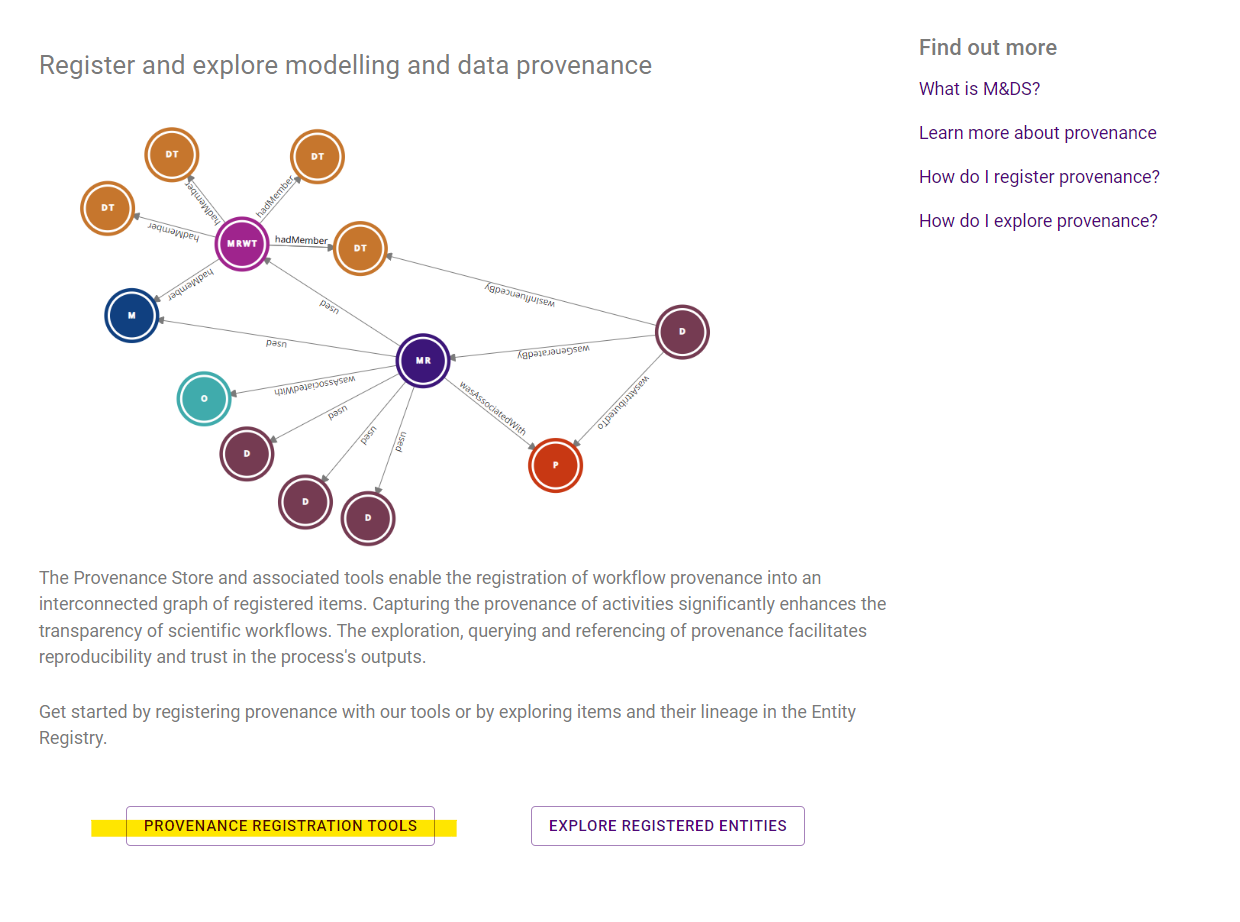 Register and explore modelling and data provenance
Find out more
What is M&DS?
Learn more about provenance
How do I register provenance?
How do I explore provenance?
DT
DT
DT
hadMember
hadMember
hadMember
MRWT
hadMember
DT
hadMember
wasInfluencedBy
used
M
used
D
wasGeneratedBy
MR
wasAssociatedWith
O
used
wasAssociatedWith
wasAttributedTo
used
used
D
P
D
D
The Provenance Store and associated tools enable the registration of workflow provenance into an
interconnected graph of registered items. Capturing the provenance of activities significantly enhances the
transparency of scientific workflows. The exploration, querying and referencing of provenance facilitates
reproducibility and trust in the process's outputs.
Get started by registering provenance with our tools or by exploring items and their lineage in the Entity
Registry.
PROVENANCE REGISTRATION TOOLS
EXPLORE REGISTERED ENTITIES